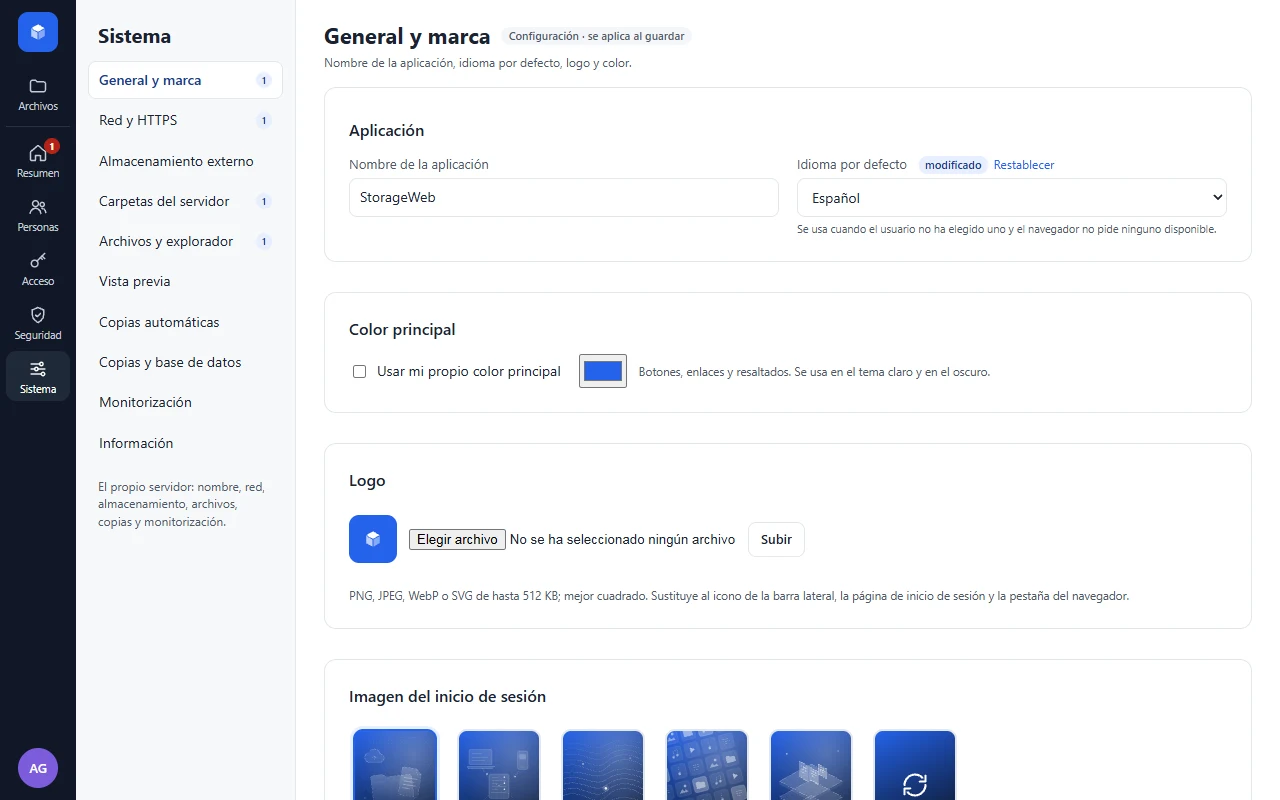 Archivos
1
Resumen
Personas
Acceso
Seguridad
Sistema
AG
Sistema
General y marca 1
Red y HTTPS 1
Almacenamiento externo
Carpetas del servidor 1
Archivos y explorador 1
Vista previa
Copias automáticas
Copias y base de datos
Monitorización
Información
El propio servidor: nombre, red,
almacenamiento, archivos,
copias y monitorización.
General y marca Configuración · se aplica al guardar
Nombre de la aplicación, idioma por defecto, logo y color.
Aplicación
Nombre de la aplicación
StorageWeb
Idioma por defecto modificado Restablecer
Español
Se usa cuando el usuario no ha elegido uno y el navegador no pide ninguno disponible.
Color principal
Usar mi propio color principal Botones, enlaces y resaltados. Se usa en el tema claro y en el oscuro.
Logo
Elegir archivo No se ha seleccionado ningún archivo Subir
PNG, JPEG, WebP o SVG de hasta 512 KB; mejor cuadrado. Sustituye al icono de la barra lateral, la página de inicio de sesión y la pestaña del navegador.
Imagen del inicio de sesión